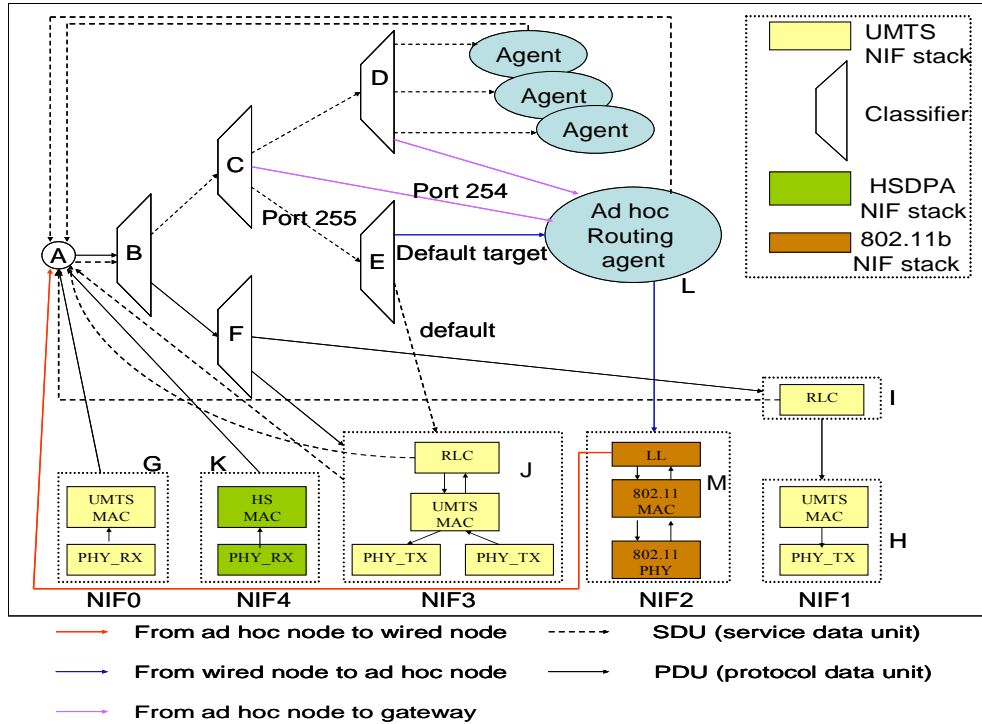 D
Agent
Agent
Agent
C
Port 254
Port 255
B
A
E
Default target
Ad hoc
Routing
agent
L
F
default
UMTS
NIF stack
Classifier
HSDPA
NIF stack
802.11b
NIF stack
RLC
I
G
UMTS
MAC
PHY_RX
NIF0
K
HS
MAC
PHY_RX
NIF4
RLC
J
UMTS
MAC
PHY_TX
PHY_TX
NIF3
LL
M
802.11
MAC
802.11
PHY
NIF2
UMTS
MAC
H
PHY_TX
NIF1
From ad hoc node to wired node
SDU (service data unit)
From wired node to ad hoc node
PDU (protocol data unit)
From ad hoc node to gateway